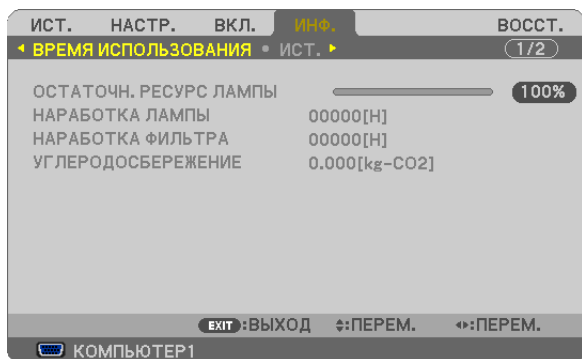 ИСТ. НАСТР. ВКЛ. ИНФ. ВОССТ.
ВРЕМЯ ИСПОЛЬЗОВАНИЯ • ИСТ. 1/2
ОСТАТОЧН. РЕСУРС ЛАМПЫ 100%
НАРАБОТКА ЛАМПЫ 00000[H]
НАРАБОТКА ФИЛЬТРА 00000[H]
УГЛЕРОДОСБЕРЕЖЕНИЕ 0.000[kg-CO2]
EXIT:ВЫХОД :ПЕРЕМ. :ПЕРЕМ.
КОМПЬЮТЕР1